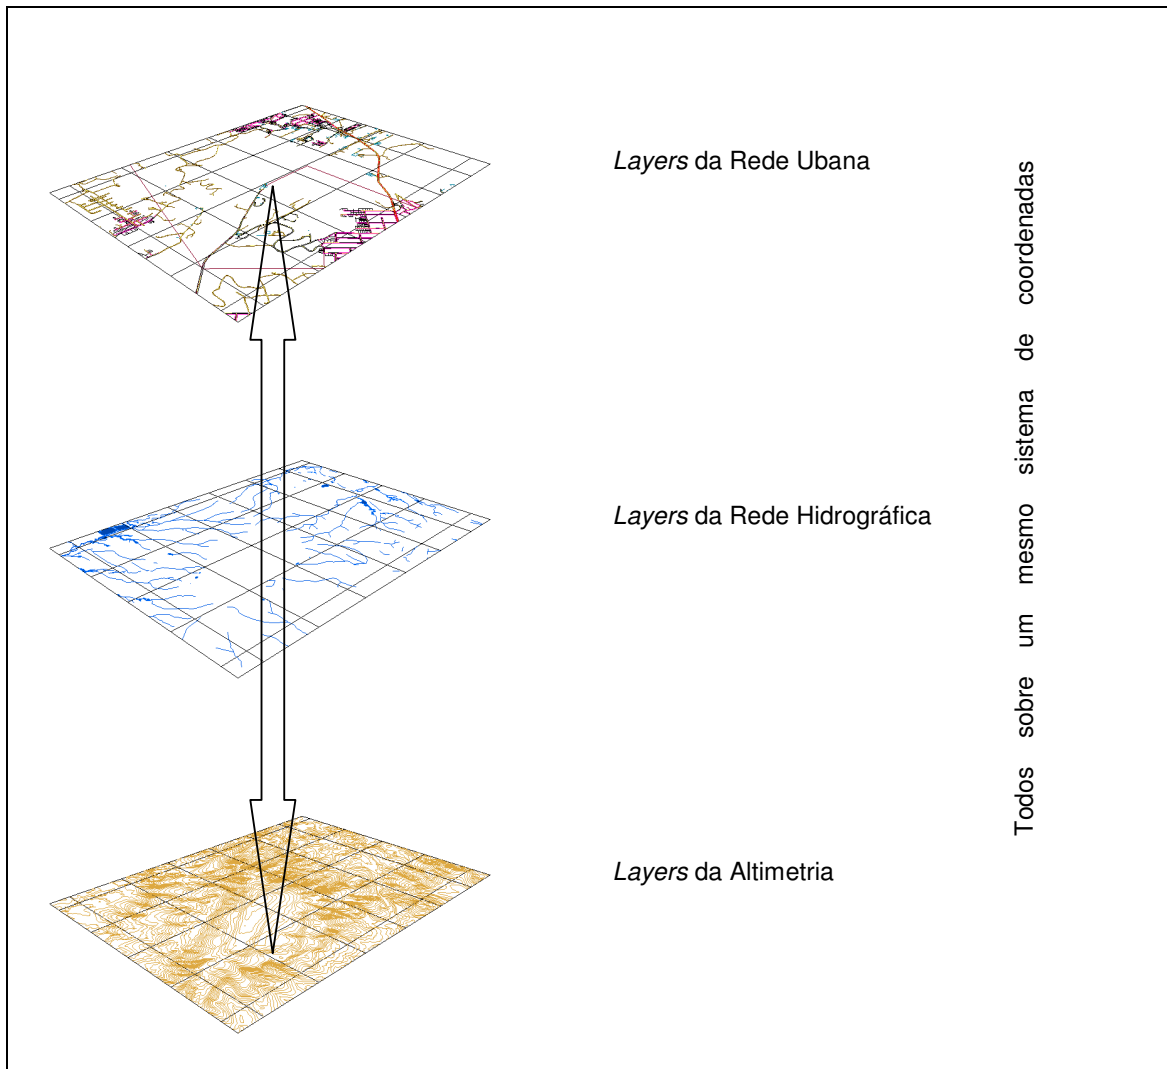 Layers da Rede Ubana
Layers da Rede Hidrográfica
Layers da Altimetria
Todos sobre um mesmo sistema de coordenadas